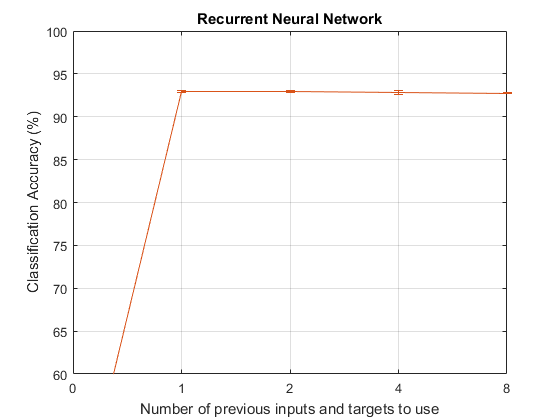 Recurrent Neural Network
Classification Accuracy (%)
100
95
90
85
80
75
70
65
60
0 1 2 4 8
Number of previous inputs and targets to use